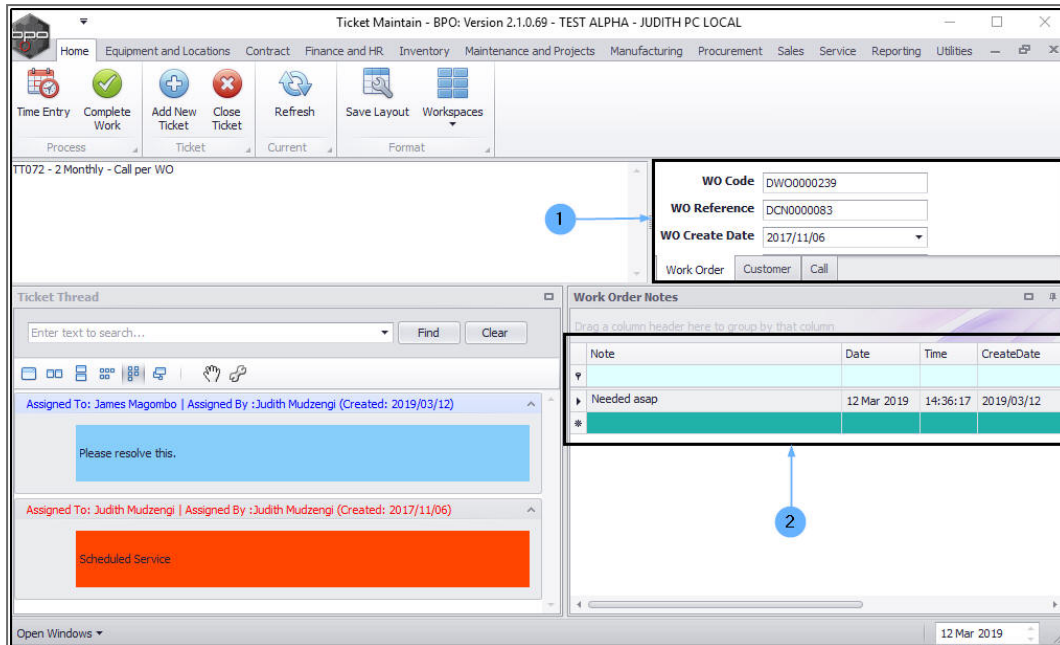 Ticket Maintain - BPO: Version 2.1.0.69 - TEST ALPHA - JUDITH PC LOCAL
bpo
Home Equipment and Locations Contract Finance and HR Inventory Maintenance and Projects Manufacturing Procurement Sales Service Reporting Utilities
Time Entry Complete Work Add New Ticket Close Ticket Refresh Save Layout Workspaces
Process Ticket Current Format
TT072 - 2 Monthly - Call per WO
WO Code DWO0000239
1
WO Reference DCN0000083
WO Create Date 2017/11/06
Work Order Customer Call
Ticket Thread
Work Order Notes
Enter text to search... Find Clear
Drag a column header here to group by that column
Note Date Time CreateDate
Needed asap 12 Mar 2019 14:36:17 2019/03/12
Assigned To: James Magombo | Assigned By :Judith Mudzengi (Created: 2019/03/12)
Please resolve this.
Assigned To: Judith Mudzengi | Assigned By :Judith Mudzengi (Created: 2017/11/06)
2
Scheduled Service
Open Windows 12 Mar 2019